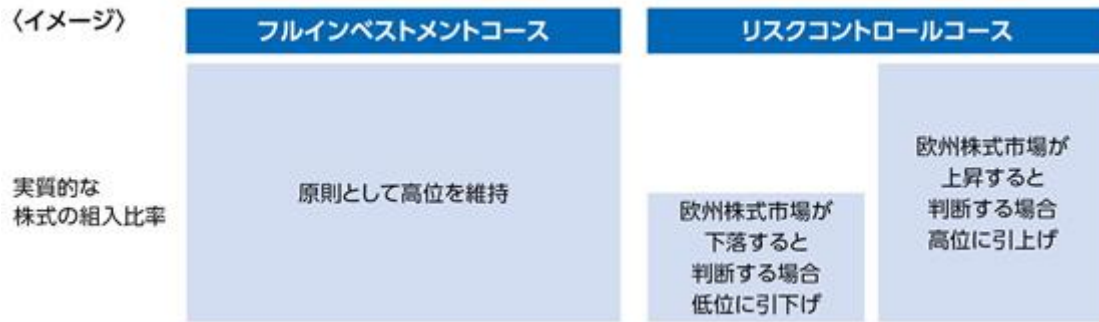 〈イメージ〉
フルインベストメントコース
リスクコントロールコース
実質的な
株式の組入比率
原則として高位を維持
欧州株式市場が
下落すると
判断する場合
低位に引下げ
欧州株式市場が
上昇すると
判断する場合
高位に引上げ